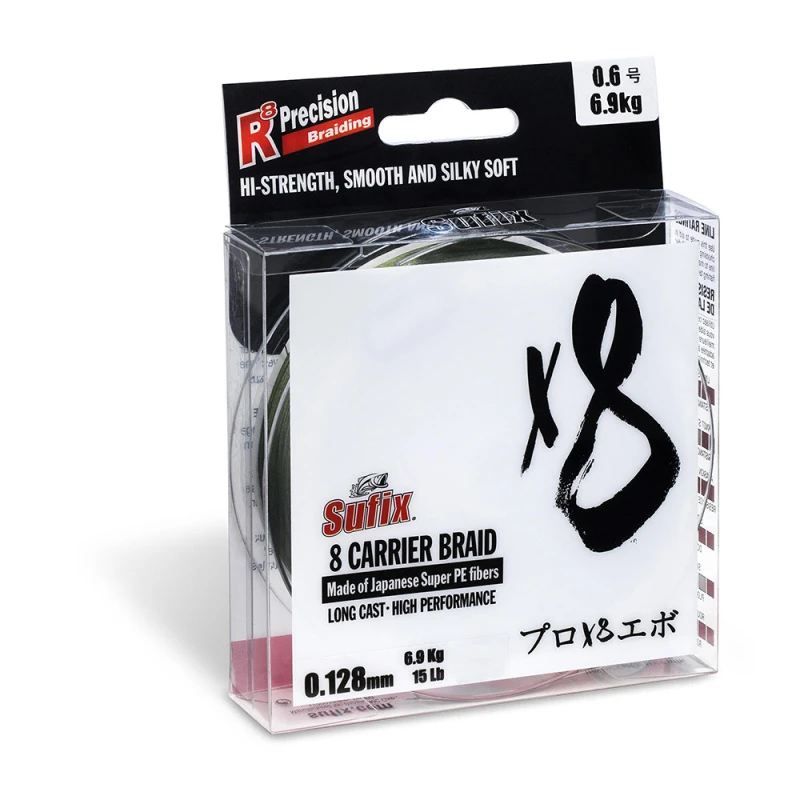 R8 Precision
Braiding
HI-STRENGTH, SMOOTH AND SILKY SOFT
0.6号
6.9kg
x8
Sufix
8 CARRIER BRAID
Made of Japanese Super PE fibers
LONG CAST · HIGH PERFORMANCE
プロX8エボ
0.128mm
6.9 Kg
15 Lb
sufix.com